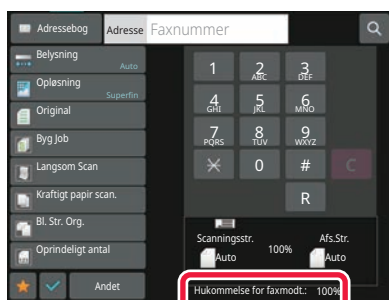 Adressebog
Adresse
Faxnummer
Belysning
Auto
Opløsning
Superfin
Original
Byg Job
Langsom Scan
Kraftigt papir scan.
Bl. Str. Org.
Oprindeligt antal
Andet
1
2
ABC
3
DEF
4
GHI
5
JKL
6
MNO
7
PQRS
8
TUV
9
WXYZ
0
#
C
R
Scanningsstr.
Auto
100%
Afs.Str.
Auto
Hukommelse for faxmodt.: 100%